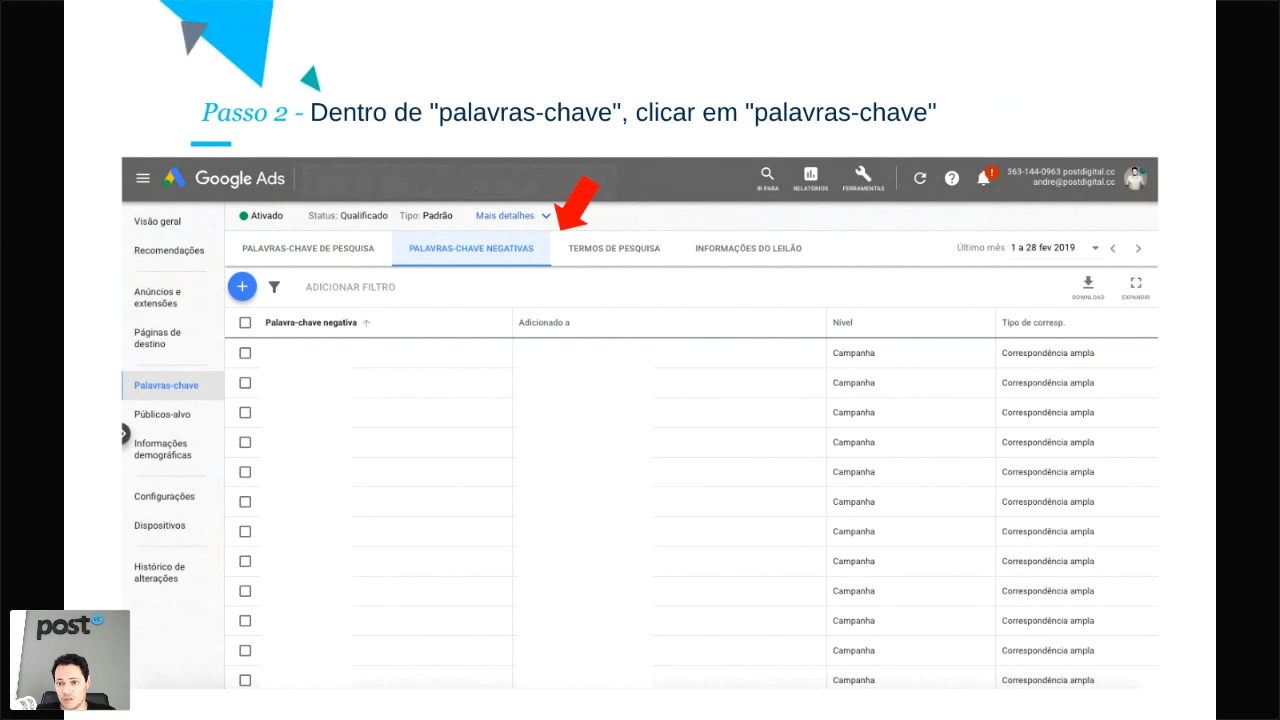 Passo 2 - Dentro de "palavras-chave", clicar em "palavras-chave"
Google Ads
IR PARA
RELATÓRIOS
FERRAMENTAS
!
363-144-0963 postdigital.cc
andre@postdigital.cc
Visão geral
Recomendações
Anúncios e
extensões
Páginas de
destino
Palavras-chave
Públicos-alvo
Informações
demográficas
Configurações
Dispositivos
Histórico de
alterações
Ativado Status: Qualificado Tipo: Padrão Mais detalhes
PALAVRAS-CHAVE DE PESQUISA PALAVRAS-CHAVE NEGATIVAS TERMOS DE PESQUISA INFORMAÇÕES DO LEILÃO Último mês 1 a 28 fev 2019
ADICIONAR FILTRO
DOWNLOAD EXPANDIR
Palavra-chave negativa Adicionado a Nível Tipo de corresp.
Campanha Correspondência ampla
Campanha Correspondência ampla
Campanha Correspondência ampla
Campanha Correspondência ampla
Campanha Correspondência ampla
Campanha Correspondência ampla
Campanha Correspondência ampla
Campanha Correspondência ampla
Campanha Correspondência ampla
Campanha Correspondência ampla
Campanha Correspondência ampla
Campanha Correspondência ampla
post